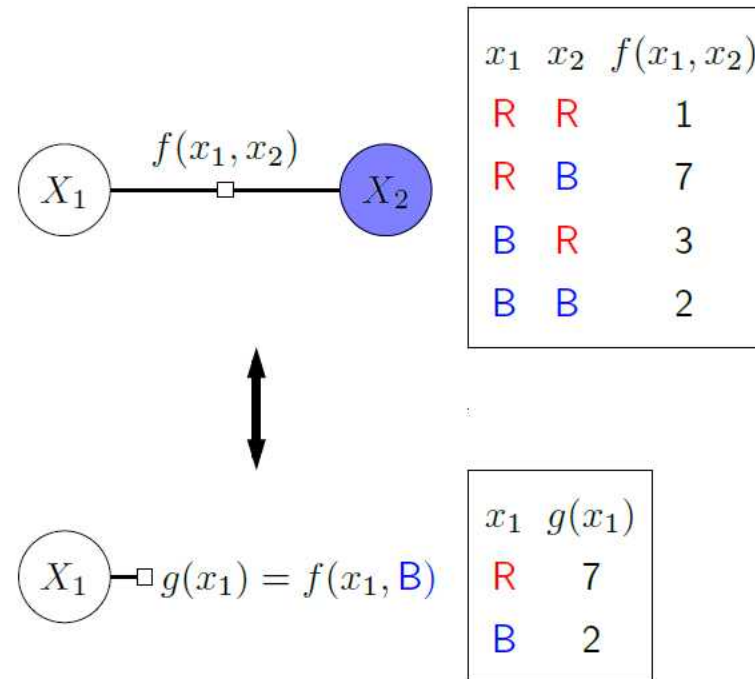 f(x₁, x₂)
X₁
X₂
x₁ x₂ f(x₁, x₂)
R R 1
R B 7
B R 3
B B 2
X₁
g(x₁) = f(x₁, B)
x₁ g(x₁)
R 7
B 2